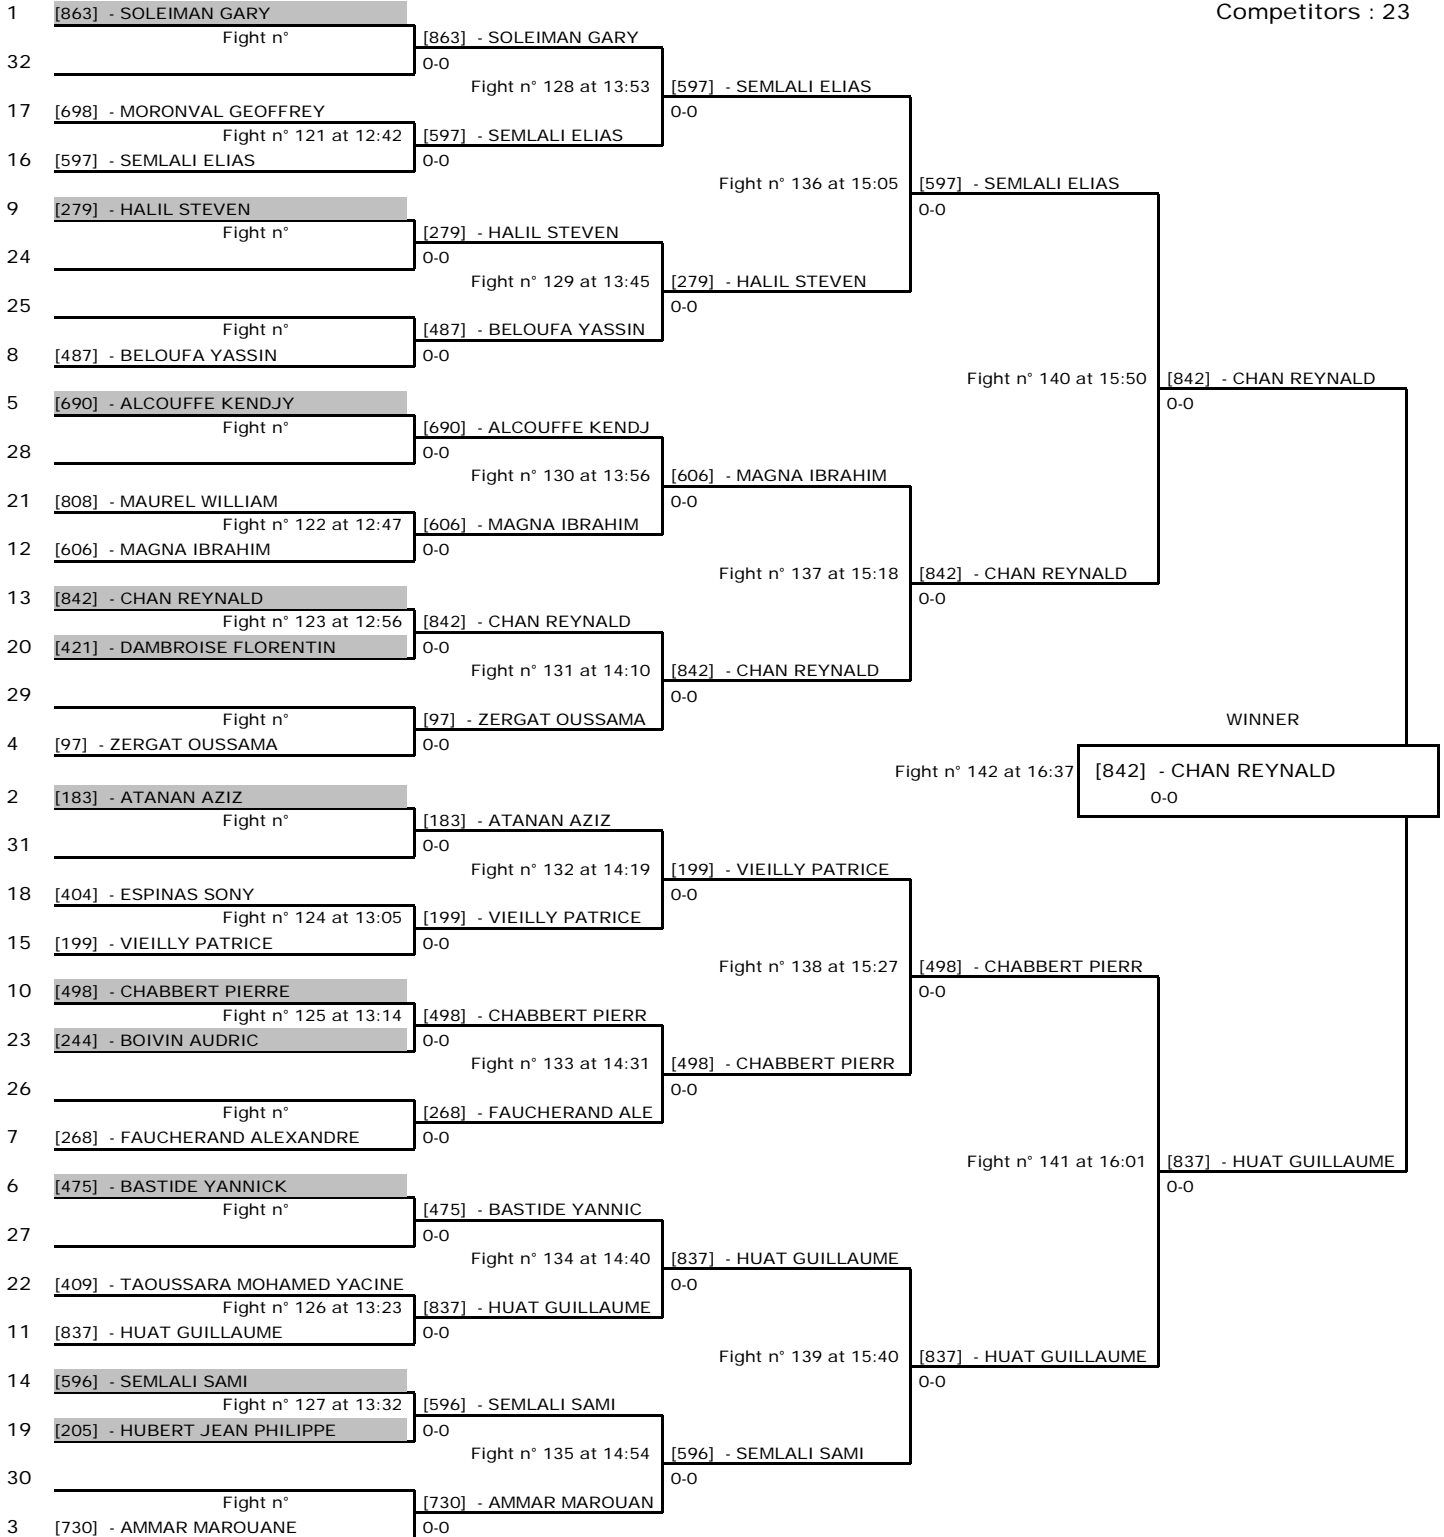 Competitors : 23
1 [863] - SOLEIMAN GARY
Fight n° [863] - SOLEIMAN GARY
32 0-0
Fight n° 128 at 13:53 [597] - SEMLALI ELIAS
17 [698] - MORONVAL GEOFFREY 0-0
Fight n° 121 at 12:42 [597] - SEMLALI ELIAS
16 [597] - SEMLALI ELIAS 0-0
Fight n° 136 at 15:05 [597] - SEMLALI ELIAS
9 [279] - HALIL STEVEN 0-0
Fight n° [279] - HALIL STEVEN
24 0-0
Fight n° 129 at 13:45 [279] - HALIL STEVEN
25 0-0
Fight n° [487] - BELOUFA YASSIN
8 [487] - BELOUFA YASSIN 0-0
Fight n° 140 at 15:50 [842] - CHAN REYNALD
5 [690] - ALCOUFFE KENDJY 0-0
Fight n° [690] - ALCOUFFE KENDJ
28 0-0
Fight n° 130 at 13:56 [606] - MAGNA IBRAHIM
21 [808] - MAUREL WILLIAM 0-0
Fight n° 122 at 12:47 [606] - MAGNA IBRAHIM
12 [606] - MAGNA IBRAHIM 0-0
Fight n° 137 at 15:18 [842] - CHAN REYNALD
13 [842] - CHAN REYNALD 0-0
Fight n° 123 at 12:56 [842] - CHAN REYNALD
20 [421] - DAMBROISE FLORENTIN 0-0
Fight n° 131 at 14:10 [842] - CHAN REYNALD
29 0-0
Fight n° [97] - ZERGAT OUSSAMA WINNER
4 [97] - ZERGAT OUSSAMA 0-0
Fight n° 142 at 16:37 [842] - CHAN REYNALD
2 [183] - ATANAN AZIZ 0-0
Fight n° [183] - ATANAN AZIZ
31 0-0
Fight n° 132 at 14:19 [199] - VIEILLY PATRICE
18 [404] - ESPINAS SONY 0-0
Fight n° 124 at 13:05 [199] - VIEILLY PATRICE
15 [199] - VIEILLY PATRICE 0-0
Fight n° 138 at 15:27 [498] - CHABBERT PIERR
10 [498] - CHABBERT PIERRE 0-0
Fight n° 125 at 13:14 [498] - CHABBERT PIERR
23 [244] - BOIVIN AUDRIC 0-0
Fight n° 133 at 14:31 [498] - CHABBERT PIERR
26 0-0
Fight n° [268] - FAUCHERAND ALE
7 [268] - FAUCHERAND ALEXANDRE 0-0
Fight n° 141 at 16:01 [837] - HUAT GUILLAUME
6 [475] - BASTIDE YANNICK 0-0
Fight n° [475] - BASTIDE YANNIC
27 0-0
Fight n° 134 at 14:40 [837] - HUAT GUILLAUME
22 [409] - TAOUSSARA MOHAMED YACINE 0-0
Fight n° 126 at 13:23 [837] - HUAT GUILLAUME
11 [837] - HUAT GUILLAUME 0-0
Fight n° 139 at 15:40 [837] - HUAT GUILLAUME
14 [596] - SEMLALI SAMI 0-0
Fight n° 127 at 13:32 [596] - SEMLALI SAMI
19 [205] - HUBERT JEAN PHILIPPE 0-0
Fight n° 135 at 14:54 [596] - SEMLALI SAMI
30 0-0
Fight n° [730] - AMMAR MAROUAN
3 [730] - AMMAR MAROUANE 0-0